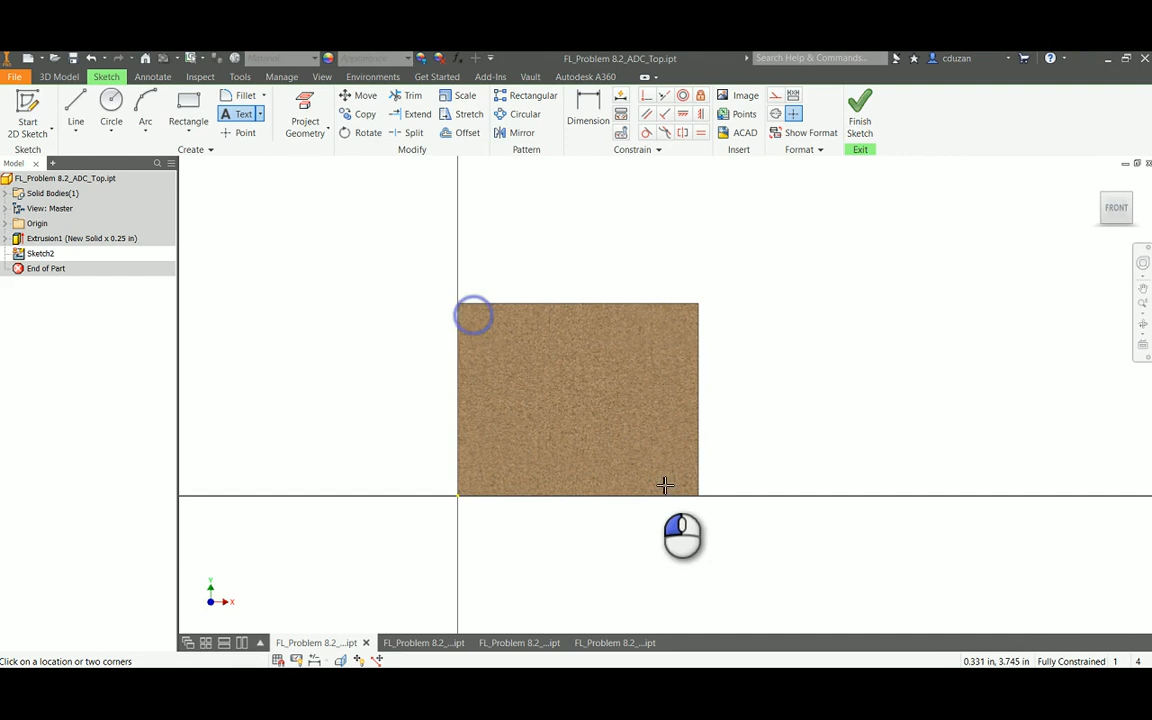 FL_Problem 8.2_ADC_Top.ipt
Search Help & Commands...
cduzan
File 3D Model Sketch Annotate Inspect Tools Manage View Environments Get Started Add-Ins Vault Autodesk A360
Start
2D Sketch
Line
Circle
Arc
Rectangle
Fillet
Text
Point
Project
Geometry
Move Trim Scale
Copy Extend Stretch
Rotate Split Offset
Rectangular
Circular
Mirror
Dimension
Image
Points
ACAD
Show Format
Finish
Sketch
Sketch Create Modify Pattern Constrain Insert Format Exit
Model
FL_Problem 8.2_ADC_Top.ipt
Solid Bodies(1)
View: Master
Origin
Extrusion1 (New Solid x 0.25 in)
Sketch2
End of Part
FRONT
Y
X
FL_Problem 8.2_...ipt FL_Problem 8.2_...ipt FL_Problem 8.2_...ipt FL_Problem 8.2_...ipt
Click on a location or two corners
0.331 in, 3.745 in Fully Constrained 1 4